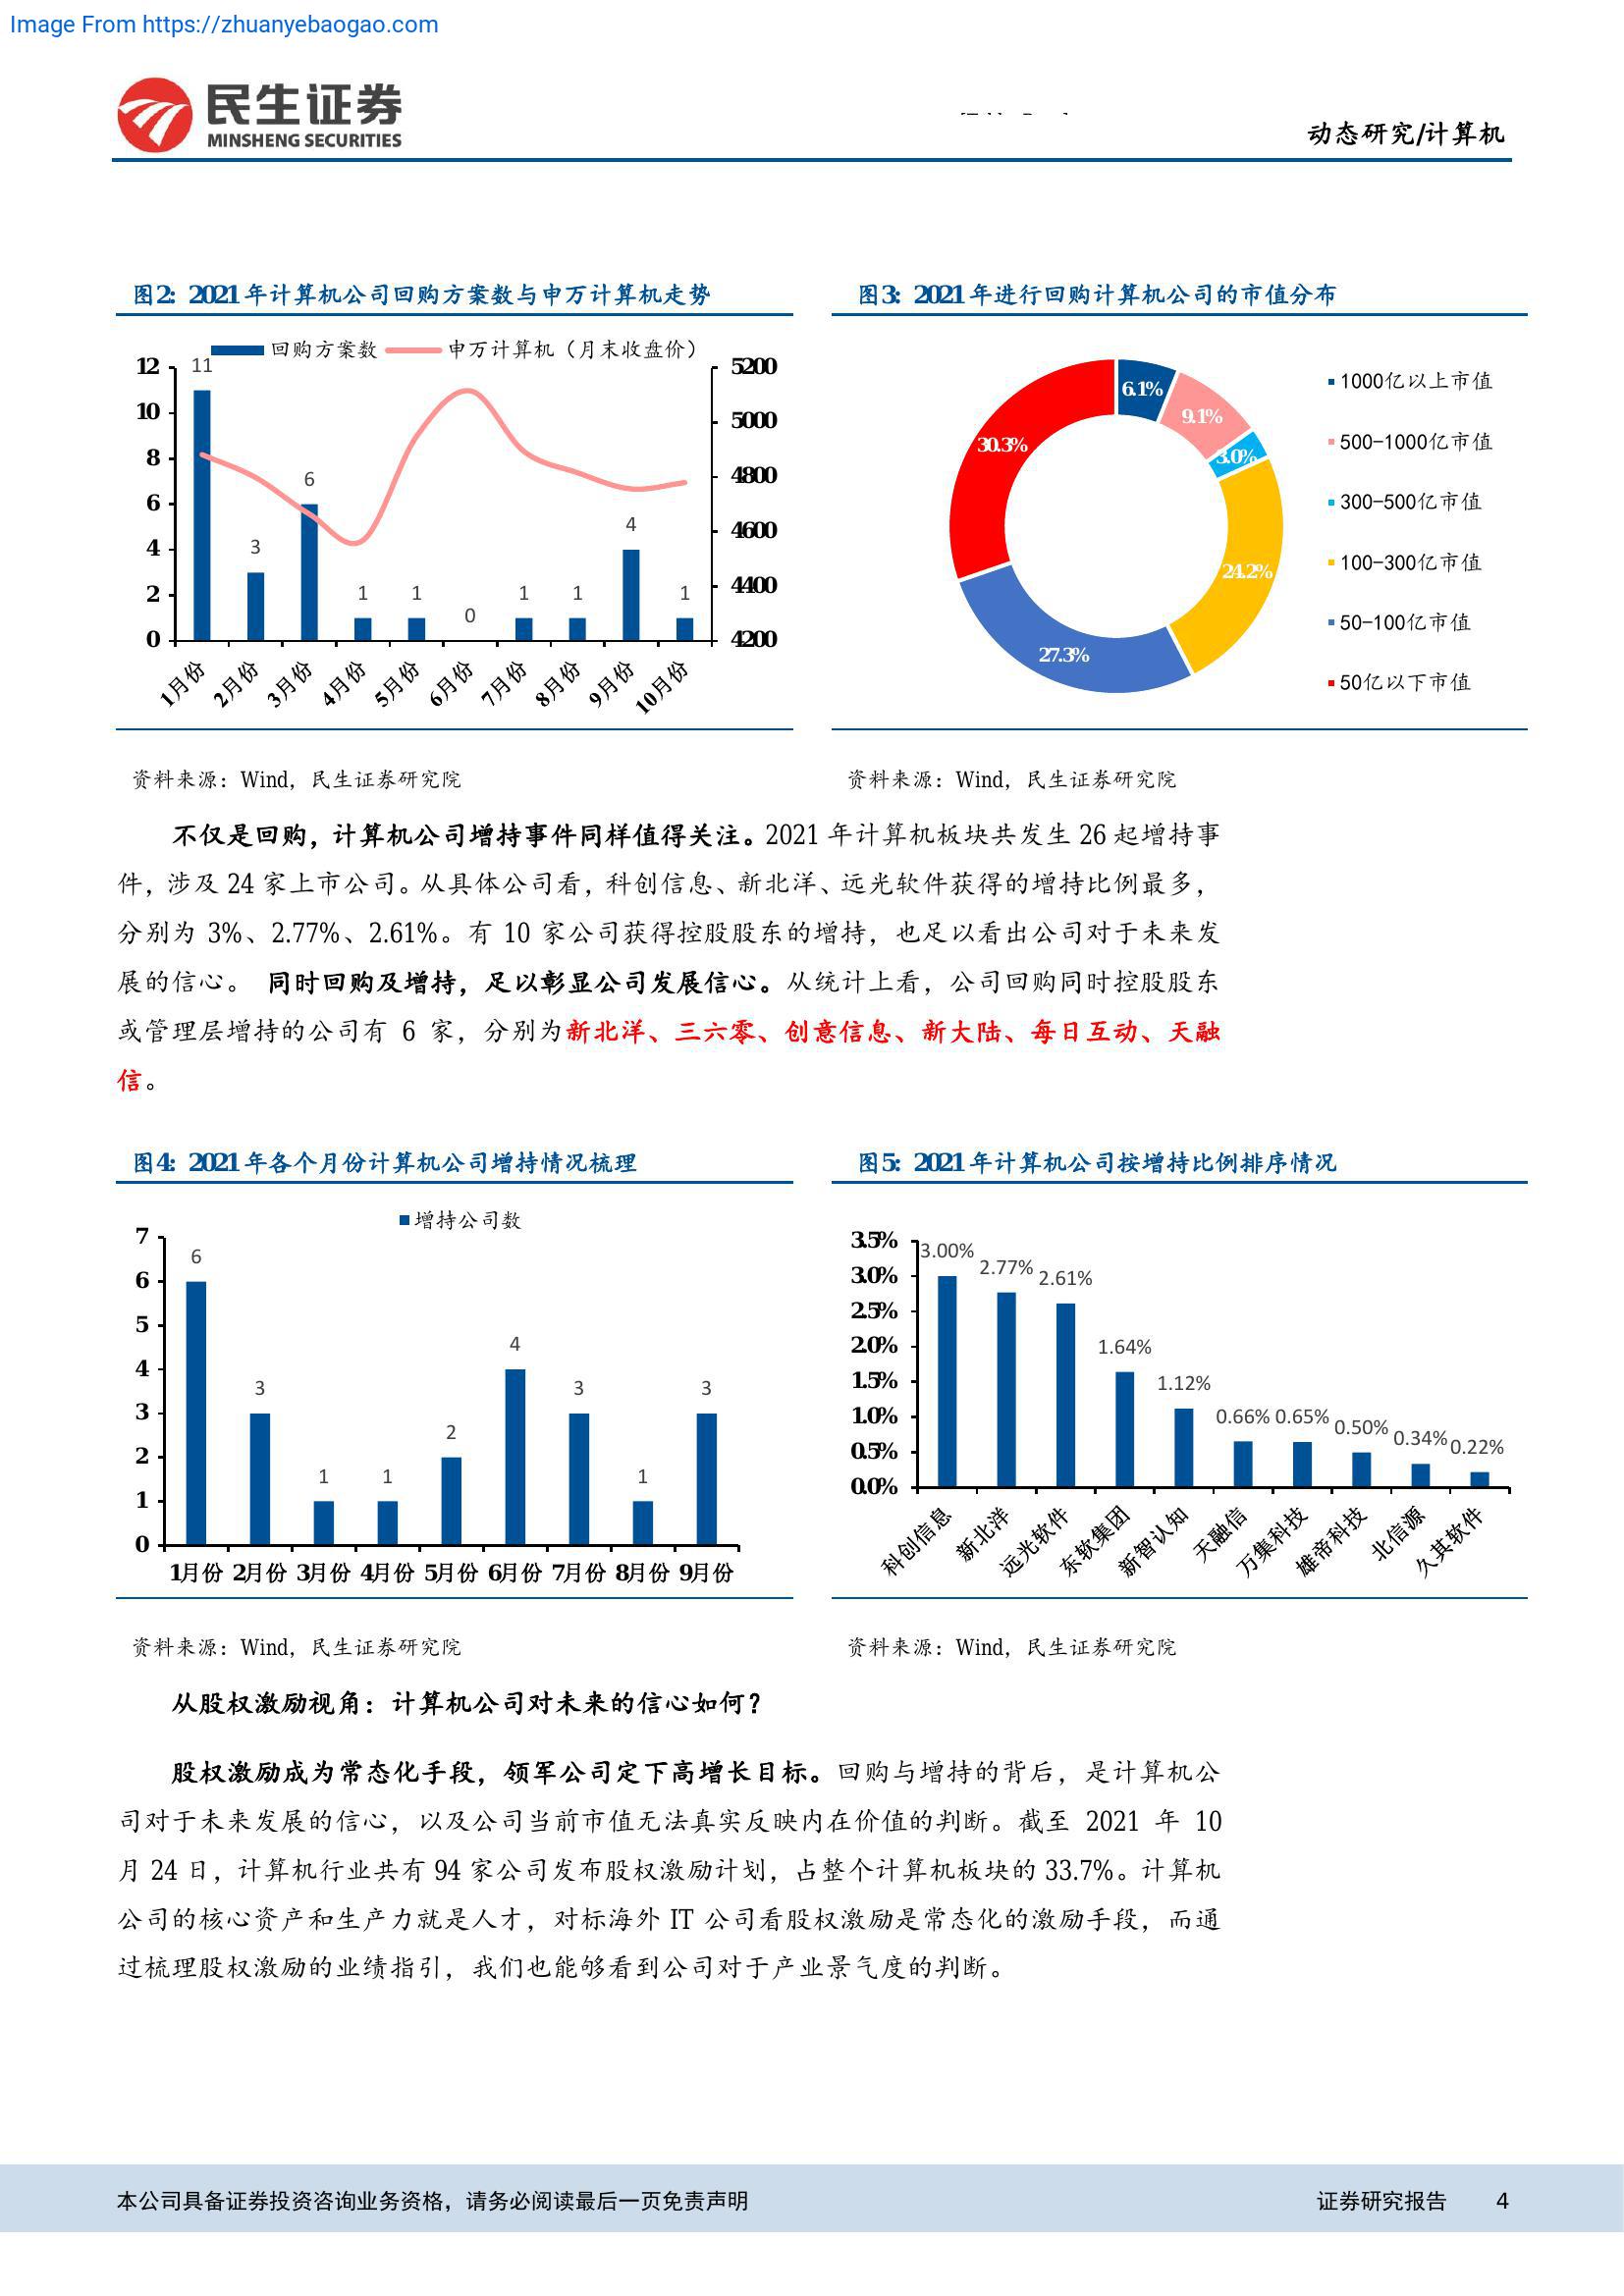 Image From https://zhuanyebaogao.com
民生证券
MINSHENG SECURITIES
动态研究/计算机
图2: 2021年计算机公司回购方案数与申万计算机走势
回购方案数
申万计算机（月末收盘价）
12
10
8
6
4
2
0
11
3
6
1
1
0
1
1
4
1
5200
5000
4800
4600
4400
4200
1月份
2月份
3月份
4月份
5月份
6月份
7月份
8月份
9月份
10月份
资料来源：Wind，民生证券研究院
图3: 2021年进行回购计算机公司的市值分布
6.1%
9.1%
3.0%
24.2%
27.3%
30.3%
1000亿以上市值
500-1000亿市值
300-500亿市值
100-300亿市值
50-100亿市值
50亿以下市值
资料来源：Wind，民生证券研究院
不仅是回购，计算机公司增持事件同样值得关注。2021 年计算机板块共发生 26 起增持事
件，涉及 24 家上市公司。从具体公司看，科创信息、新北洋、远光软件获得的增持比例最多，
分别为 3%、2.77%、2.61%。有 10 家公司获得控股股东的增持，也足以看出公司对于未来发
展的信心。 同时回购及增持，足以彰显公司发展信心。从统计上看，公司回购同时控股股东
或管理层增持的公司有 6 家，分别为新北洋、三六零、创意信息、新大陆、每日互动、天融
信。
图4: 2021年各个月份计算机公司增持情况梳理
增持公司数
7
6
5
4
3
2
1
0
6
3
1
1
2
4
3
1
3
1月份 2月份 3月份 4月份 5月份 6月份 7月份 8月份 9月份
资料来源：Wind，民生证券研究院
图5: 2021年计算机公司按增持比例排序情况
3.5%
3.0%
2.5%
2.0%
1.5%
1.0%
0.5%
0.0%
3.00%
2.77%
2.61%
1.64%
1.12%
0.66%
0.65%
0.50%
0.34%
0.22%
科创信息
新北洋
远光软件
东软集团
新智认知
天融信
万集科技
雄帝科技
北信源
久其软件
资料来源：Wind，民生证券研究院
从股权激励视角：计算机公司对未来的信心如何？
股权激励成为常态化手段，领军公司定下高增长目标。回购与增持的背后，是计算机公
司对于未来发展的信心，以及公司当前市值无法真实反映内在价值的判断。截至 2021 年 10
月 24 日，计算机行业共有 94 家公司发布股权激励计划，占整个计算机板块的 33.7%。计算机
公司的核心资产和生产力就是人才，对标海外 IT 公司看股权激励是常态化的激励手段，而通
过梳理股权激励的业绩指引，我们也能够看到公司对于产业景气度的判断。
本公司具备证券投资咨询业务资格，请务必阅读最后一页免责声明
证券研究报告 4